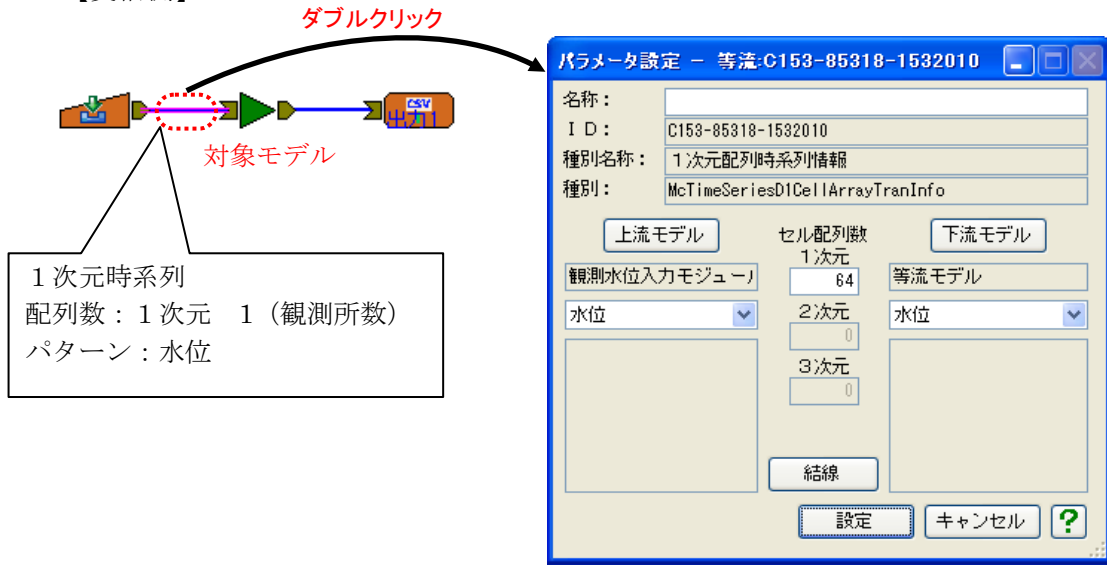 ダブルクリック
パラメータ設定 － 等流:C153-85318-1532010
CSV
出力1
対象モデル
１次元時系列
配列数：１次元　１（観測所数）
パターン：水位
名称：
ＩＤ： C153-85318-1532010
種別名称： １次元配列時系列情報
種別： McTimeSeriesD1CellArrayTranInfo
上流モデル セル配列数 下流モデル
１次元
観測水位入力モジュール 64 等流モデル
水位 ２次元 水位
0
３次元
0
結線
設定 キャンセル ?